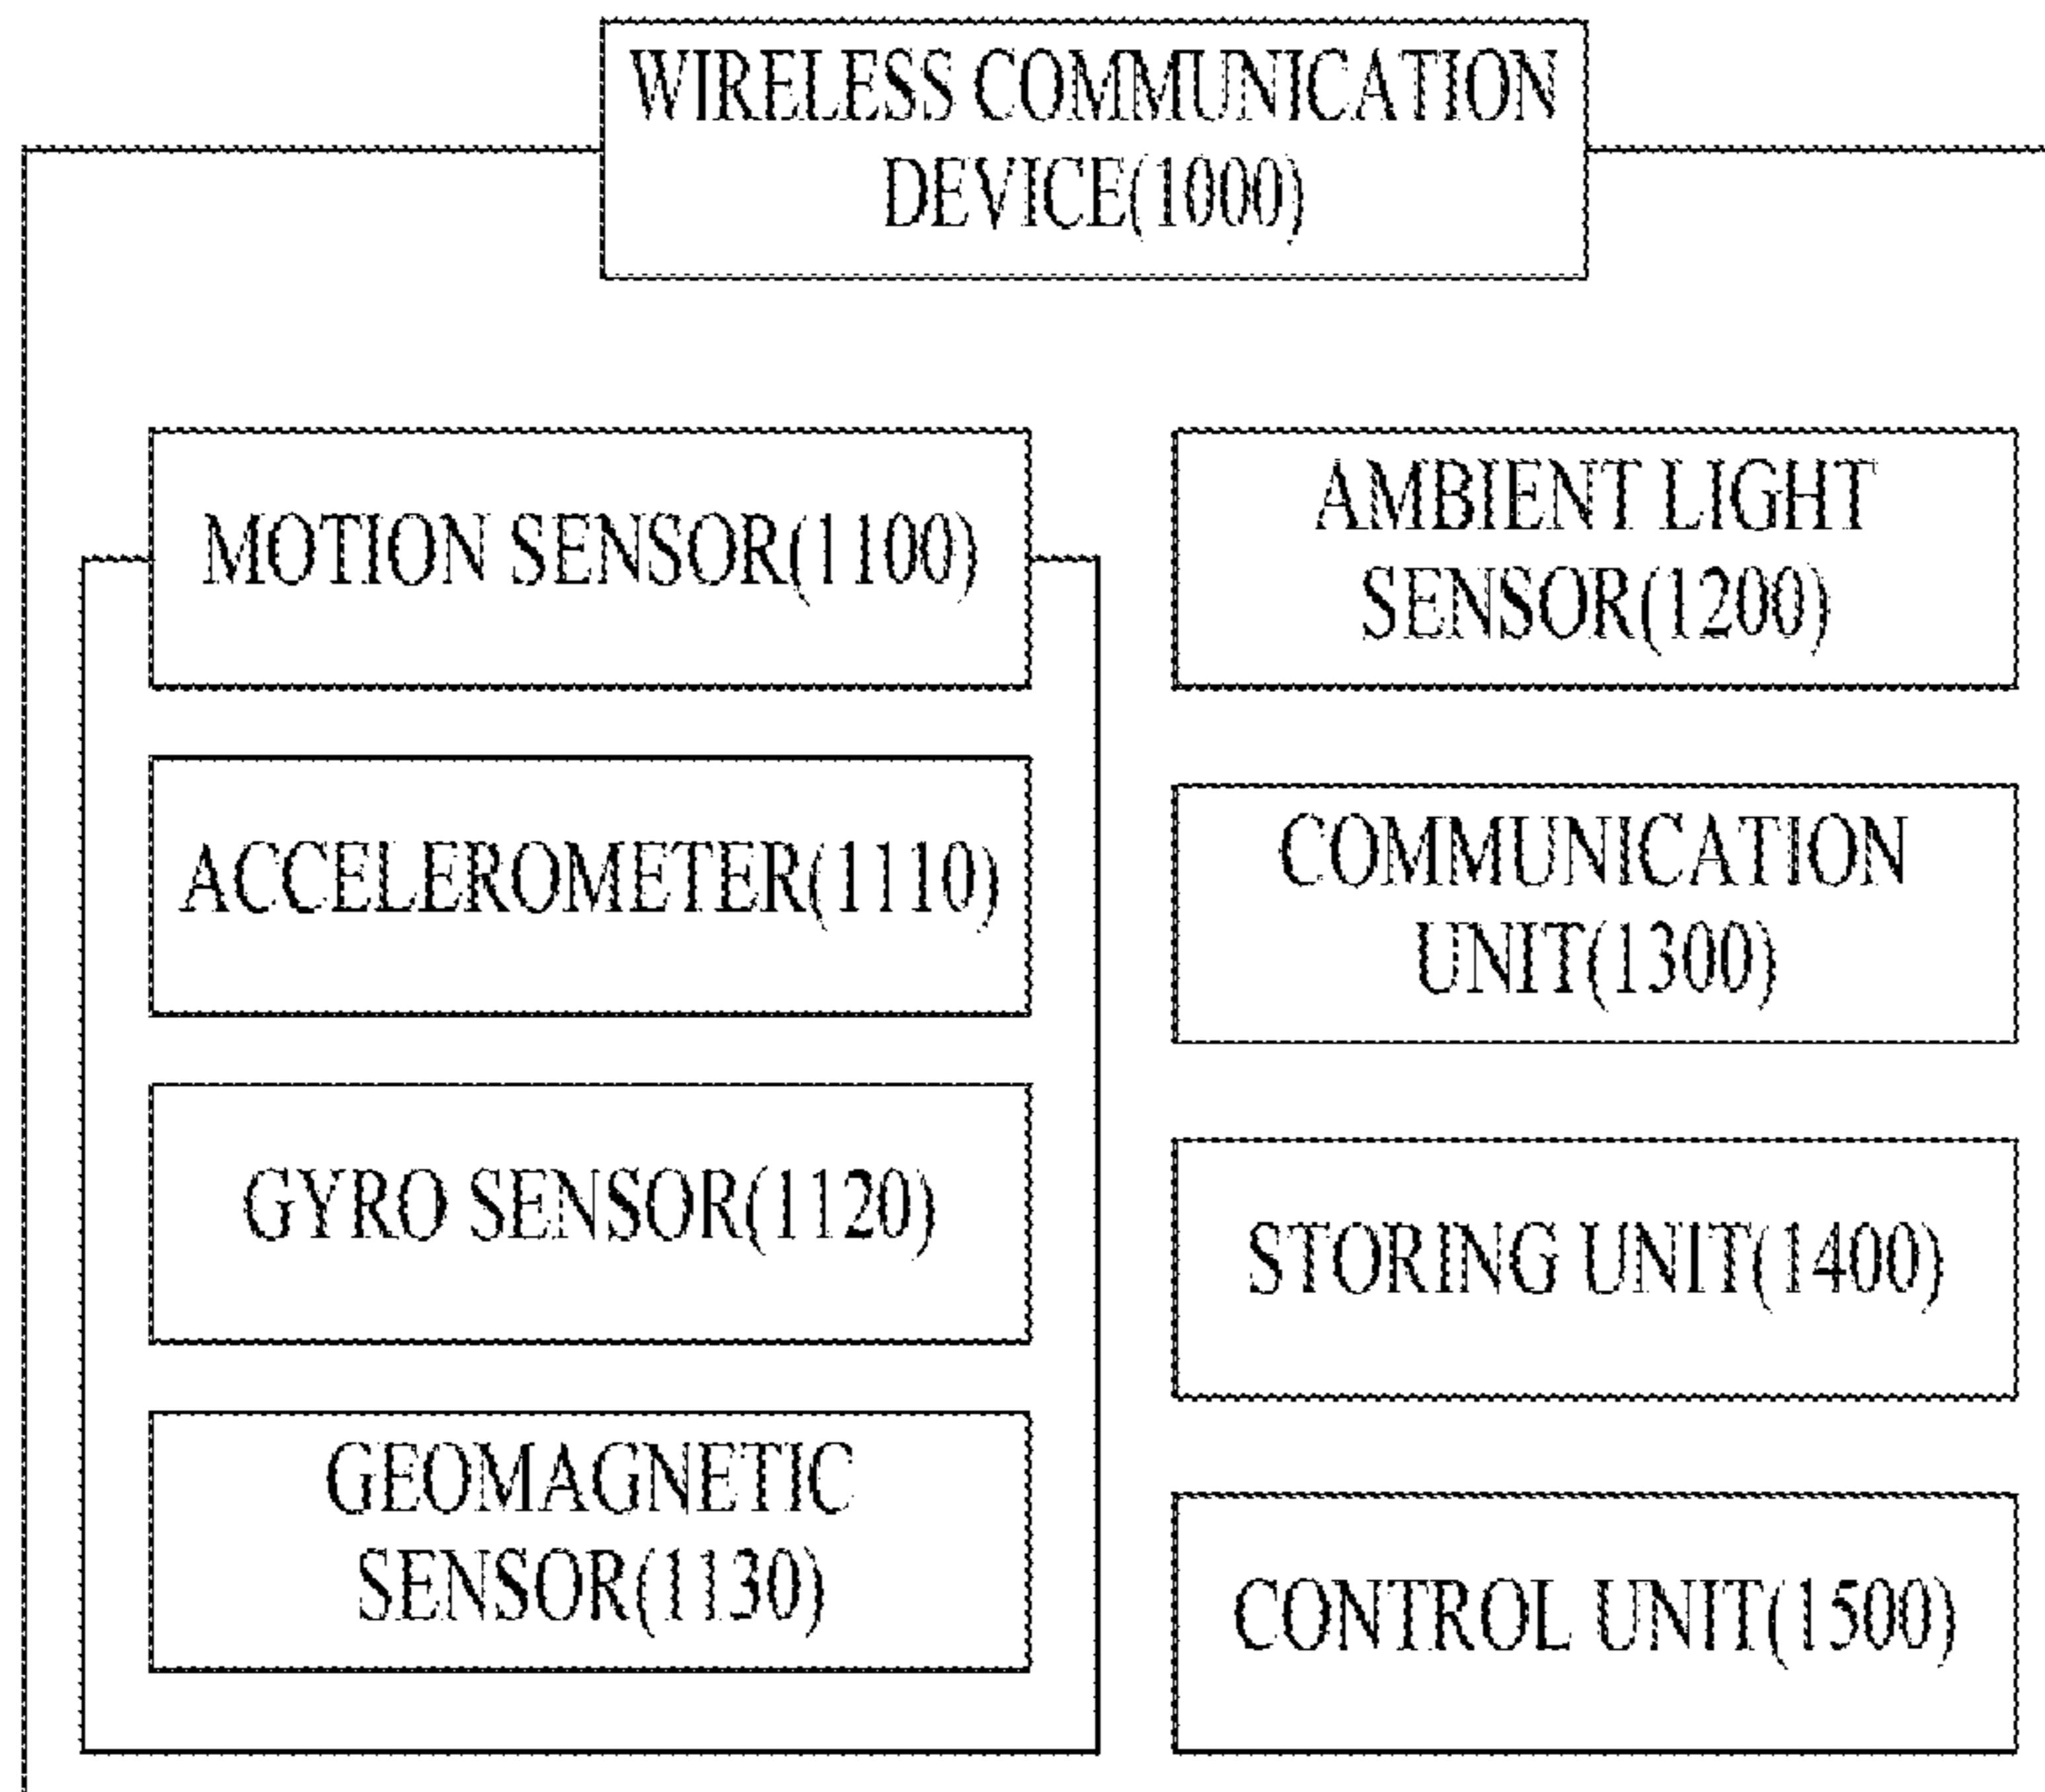 WIRELESS COMMUNICATION
DEVICE(1000)
MOTION SENSOR(1100)
ACCELEROMETER(1110)
GYRO SENSOR(1120)
GEOMAGNETIC
SENSOR(1130)
AMBIENT LIGHT
SENSOR(1200)
COMMUNICATION
UNIT(1300)
STORING UNIT(1400)
CONTROL UNIT(1500)